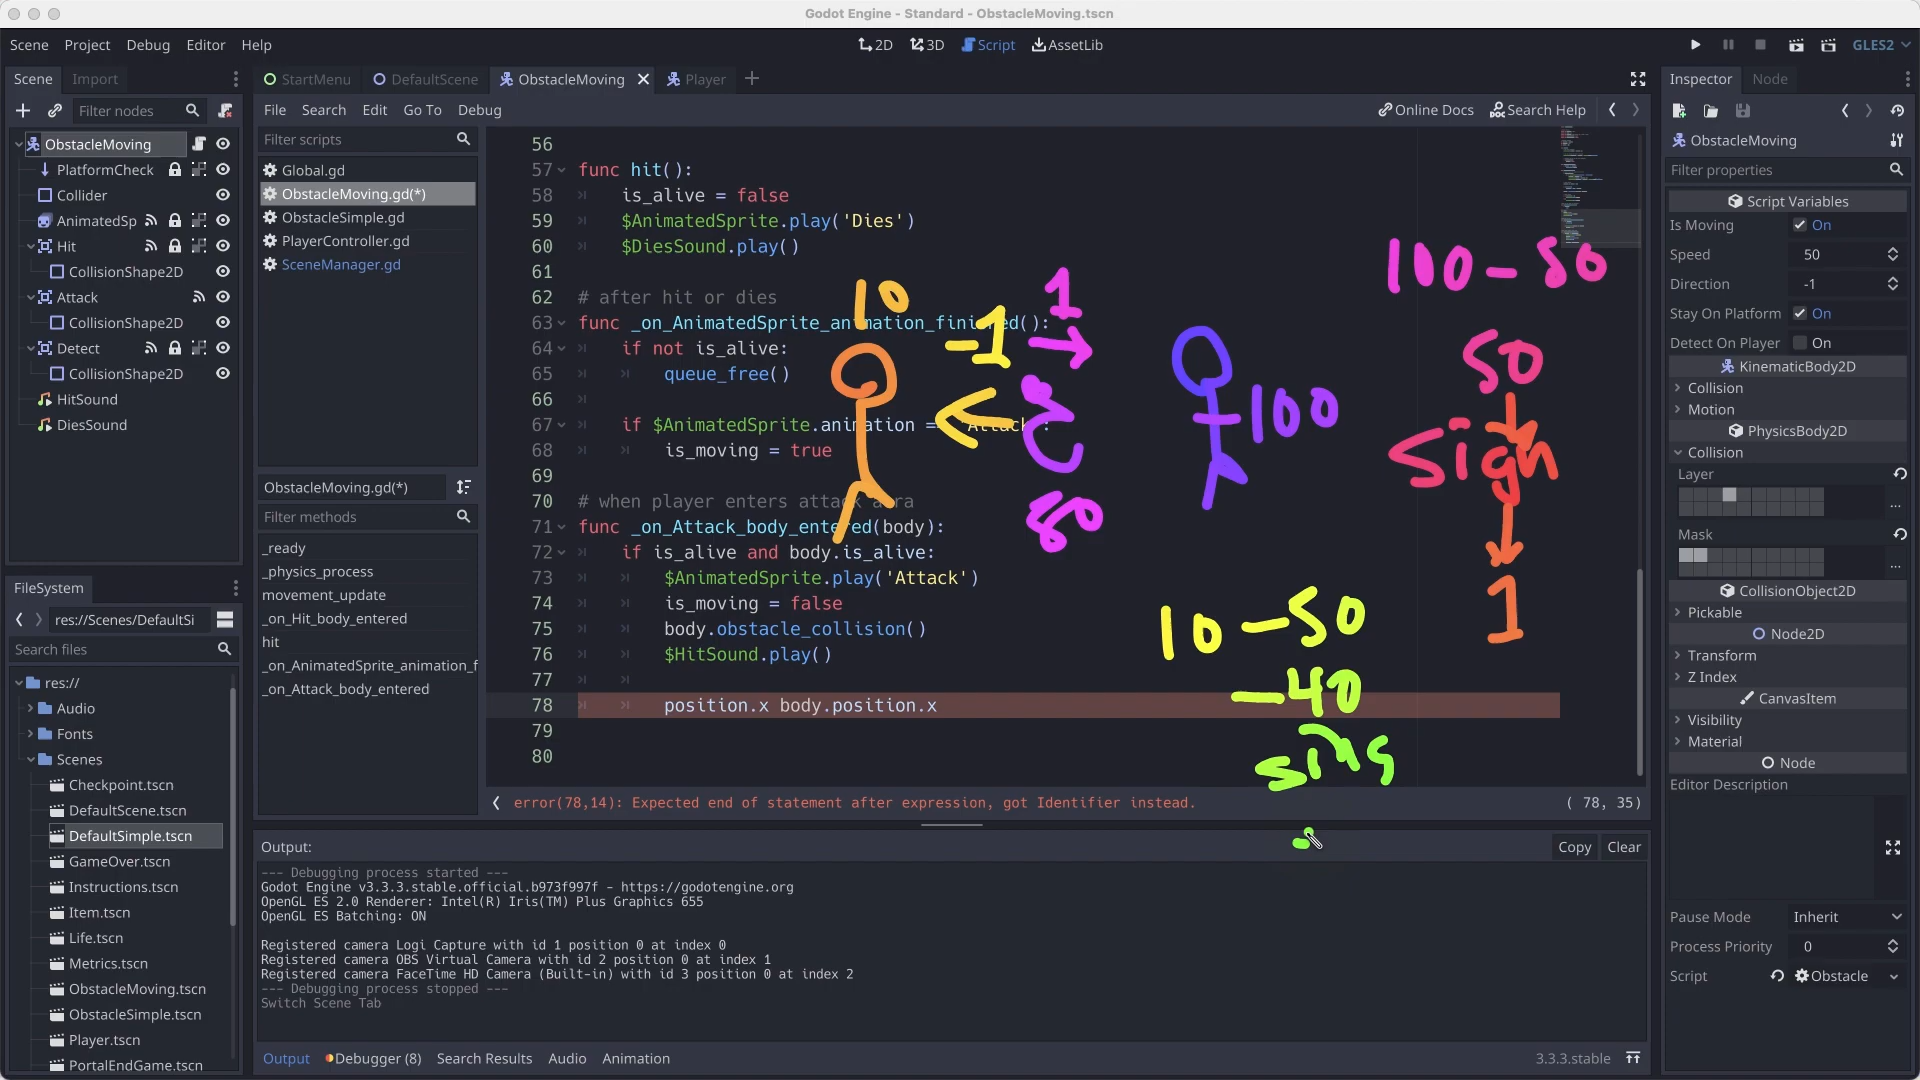 Godot Engine - Standard - ObstacleMoving.tscn
Scene Project Debug Editor Help
2D 3D Script AssetLib
GLES2
Scene Import
StartMenu DefaultScene ObstacleMoving Player
Inspector Node
Filter nodes
File Search Edit Go To Debug
Online Docs Search Help
ObstacleMoving
PlatformCheck
Collider
AnimatedSp
Hit
CollisionShape2D
Attack
CollisionShape2D
Detect
CollisionShape2D
HitSound
DiesSound
FileSystem
res://Scenes/DefaultSi
Search files
res://
Audio
Fonts
Scenes
Checkpoint.tscn
DefaultScene.tscn
DefaultSimple.tscn
GameOver.tscn
Instructions.tscn
Item.tscn
Life.tscn
Metrics.tscn
ObstacleMoving.tscn
ObstacleSimple.tscn
Player.tscn
PortalEndGame.tscn
Filter scripts
Global.gd
ObstacleMoving.gd(*)
ObstacleSimple.gd
PlayerController.gd
SceneManager.gd
ObstacleMoving.gd(*)
Filter methods
_ready
_physics_process
movement_update
_on_Hit_body_entered
hit
_on_AnimatedSprite_animation_f
_on_Attack_body_entered
56
57 func hit():
58 is_alive = false
59 $AnimatedSprite.play('Dies')
60 $DiesSound.play()
61
62 # after hit or dies
63 func _on_AnimatedSprite_animation_finished():
64 if not is_alive:
65 queue_free()
66
67 if $AnimatedSprite.animation == 'Attack':
68 is_moving = true
69
70 # when player enters attack area
71 func _on_Attack_body_entered(body):
72 if is_alive and body.is_alive:
73 $AnimatedSprite.play('Attack')
74 is_moving = false
75 body.obstacle_collision()
76 $HitSound.play()
77
78 position.x body.position.x
79
80
10
-1
1
50
100
100-50
50
sign
1
10-50
-40
sing
error(78,14): Expected end of statement after expression, got Identifier instead.
( 78, 35)
Output:
Copy Clear
--- Debugging process started ---
Godot Engine v3.3.3.stable.official.b973f997f - https://godotengine.org
OpenGL ES 2.0 Renderer: Intel(R) Iris(TM) Plus Graphics 655
OpenGL ES Batching: ON
Registered camera Logi Capture with id 1 position 0 at index 0
Registered camera OBS Virtual Camera with id 2 position 0 at index 1
Registered camera FaceTime HD Camera (Built-in) with id 3 position 0 at index 2
--- Debugging process stopped ---
Switch Scene Tab
Output Debugger (8) Search Results Audio Animation
3.3.3.stable
ObstacleMoving
Filter properties
Script Variables
Is Moving On
Speed 50
Direction -1
Stay On Platform On
Detect On Player On
KinematicBody2D
Collision
Motion
PhysicsBody2D
Collision
Layer
...
Mask
...
CollisionObject2D
Pickable
Node2D
Transform
Z Index
CanvasItem
Visibility
Material
Node
Editor Description
Pause Mode Inherit
Process Priority 0
Script Obstacle